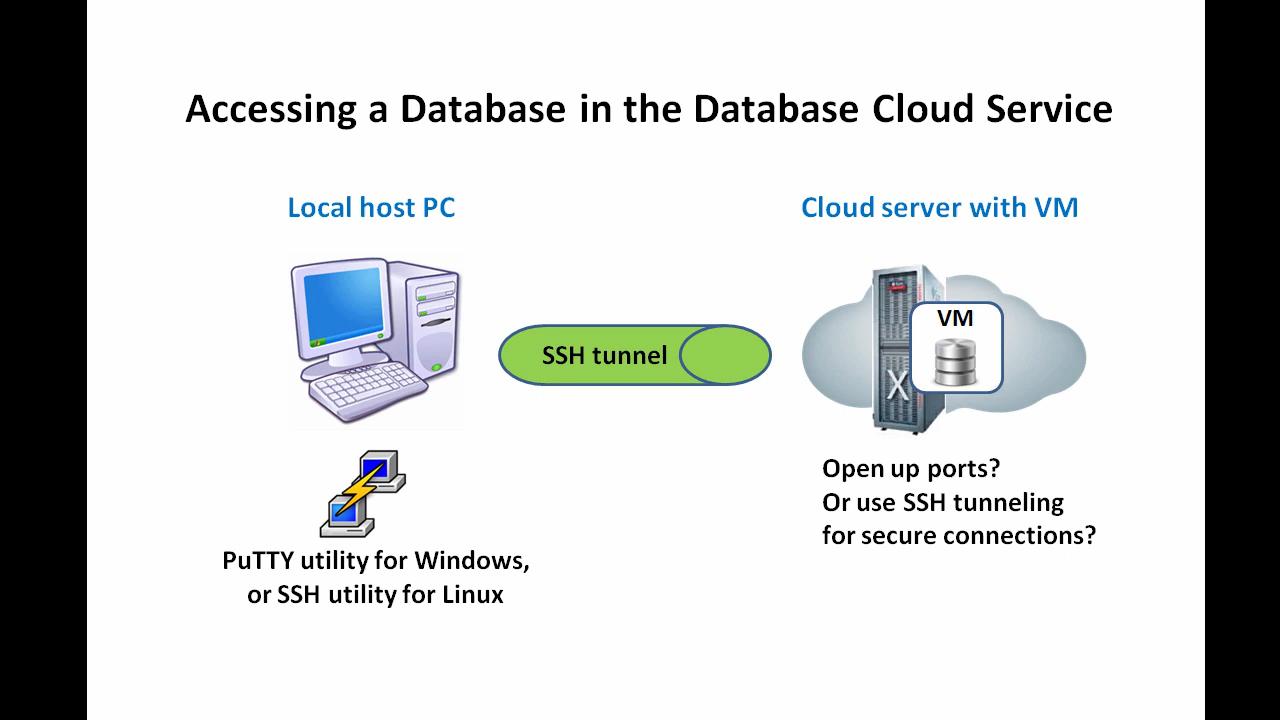 Accessing a Database in the Database Cloud Service
Local host PC
Cloud server with VM
SSH tunnel
VM
X
PuTTY utility for Windows,
or SSH utility for Linux
Open up ports?
Or use SSH tunneling
for secure connections?